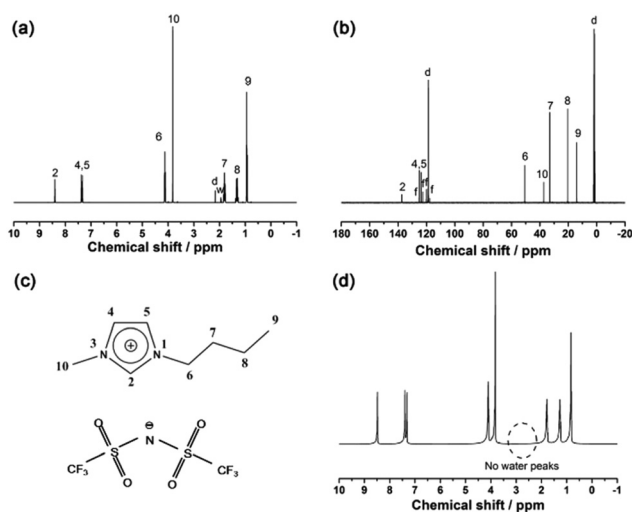 (a)
10
9
6
2
4,5
7
8
d
w
10 9 8 7 6 5 4 3 2 1 0 -1
Chemical shift / ppm
(b)
d
d
7
8
4,5
6
9
10
2
f
f
f
f
180 160 140 120 100 80 60 40 20 0 -20
Chemical shift / ppm
(c)
4 5
9
7
3 N N 1
⊕
10
8
2
6
⊖
O O
S N S
CF3 O O CF3
(d)
No water peaks
10 9 8 7 6 5 4 3 2 1 0
Chemical shift / ppm